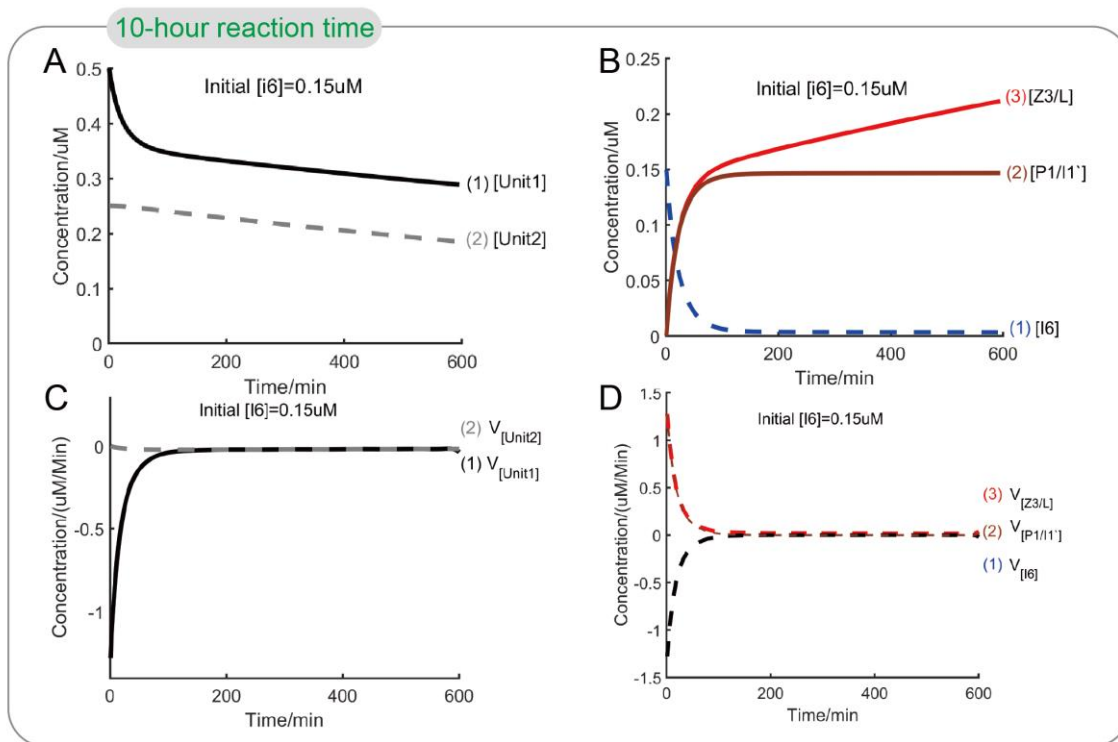 10-hour reaction time
A
Initial [i6]=0.15uM
0.5
0.4
0.3
0.2
0.1
0
Concentration/uM
(1) [Unit1]
(2) [Unit2]
0
200
400
600
Time/min
B
Initial [i6]=0.15uM
0.25
0.2
0.15
0.1
0.05
0
Concentration/uM
(3) [Z3/L]
(2) [P1/I1`]
(1) [I6]
0
200
400
600
Time/min
C
Initial [I6]=0.15uM
0
-0.5
-1
Concentration/(uM/Min)
(2) V[Unit2]
(1) V[Unit1]
0
200
400
600
Time/min
D
Initial [I6]=0.15uM
1.5
1
0.5
0
-0.5
-1
-1.5
Concentration/(uM/Min)
(3) V[Z3/L]
(2) V[P1/I1`]
(1) V[I6]
0
200
400
600
Time/min